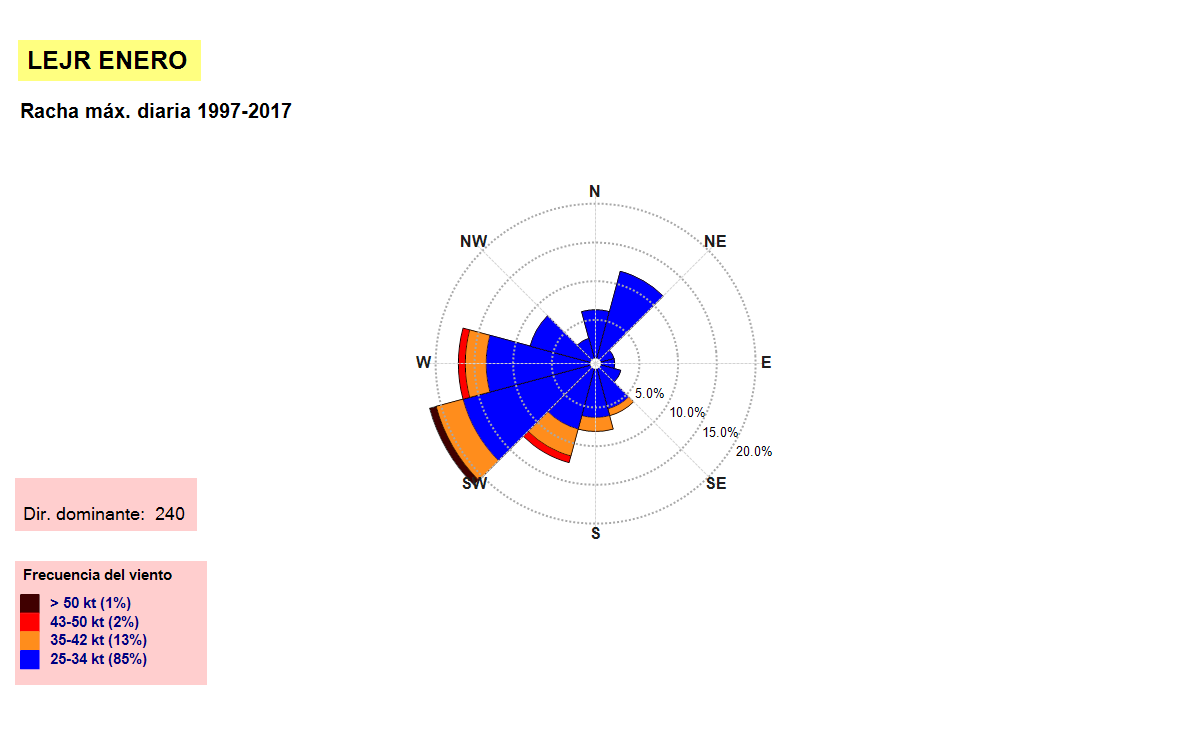 LEJR ENERO
Racha máx. diaria 1997-2017
N
NW
NE
W
E
5.0%
10.0%
15.0%
20.0%
SW
SE
S
Dir. dominante: 240
Frecuencia del viento
> 50 kt (1%)
43-50 kt (2%)
35-42 kt (13%)
25-34 kt (85%)